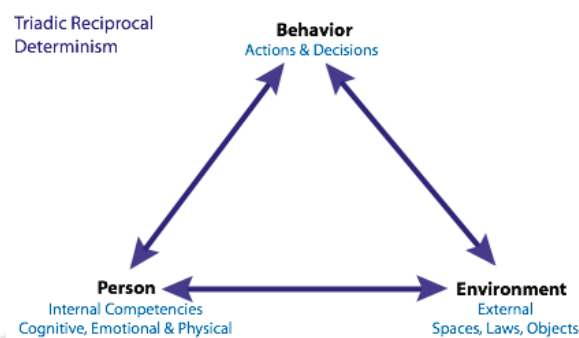 Triadic Reciprocal
Determinism
Behavior
Actions & Decisions
Person
Internal Competencies
Cognitive, Emotional & Physical
Environment
External
Spaces, Laws, Objects